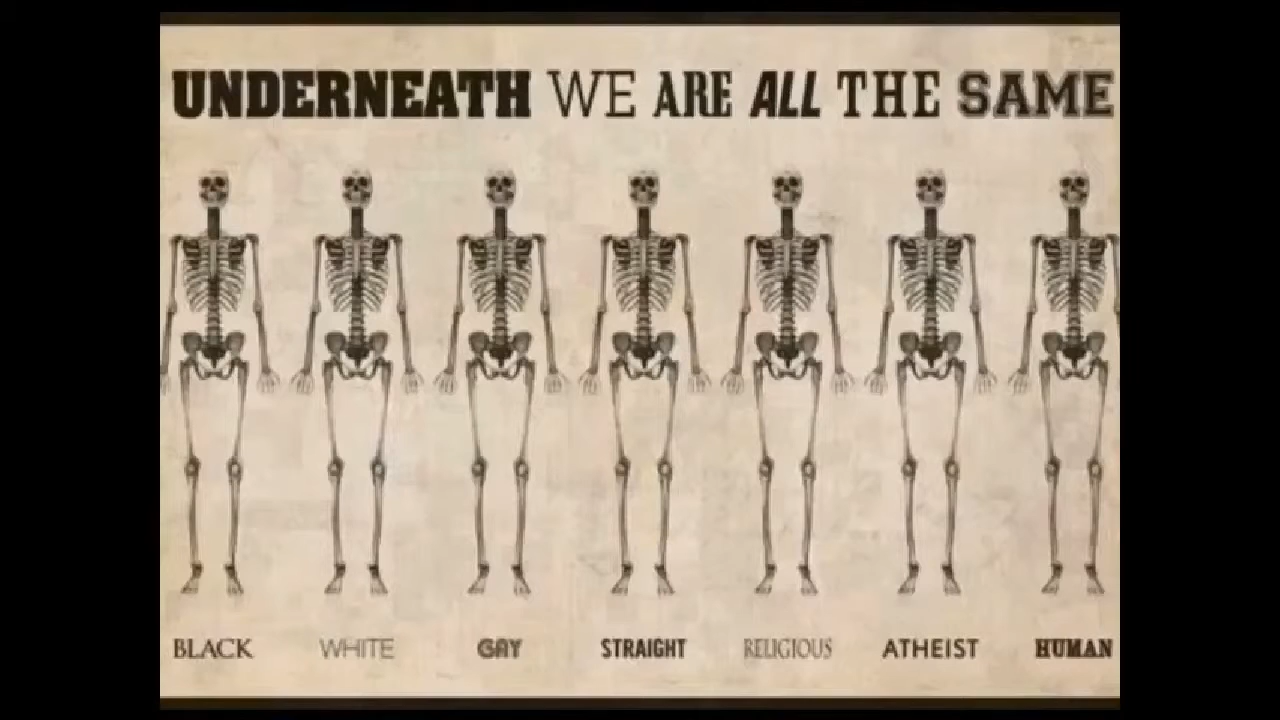 UNDERNEATH WE ARE ALL THE SAME
BLACK WHITE GAY STRAIGHT RELIGIOUS ATHEIST HUMAN